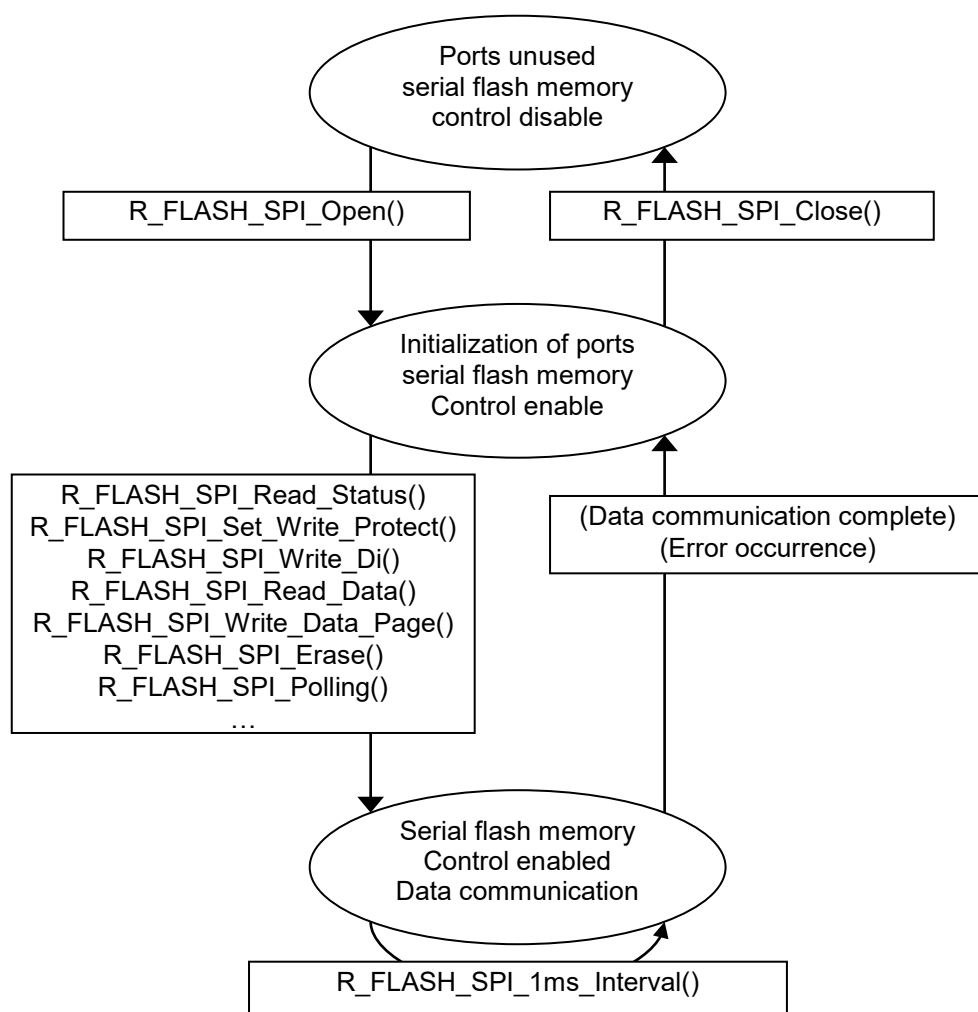 Ports unused
serial flash memory
control disable
R_FLASH_SPI_Open()
R_FLASH_SPI_Close()
Initialization of ports
serial flash memory
Control enable
R_FLASH_SPI_Read_Status()
R_FLASH_SPI_Set_Write_Protect()
R_FLASH_SPI_Write_Di()
R_FLASH_SPI_Read_Data()
R_FLASH_SPI_Write_Data_Page()
R_FLASH_SPI_Erase()
R_FLASH_SPI_Polling()
…
(Data communication complete)
(Error occurrence)
Serial flash memory
Control enabled
Data communication
R_FLASH_SPI_1ms_Interval()